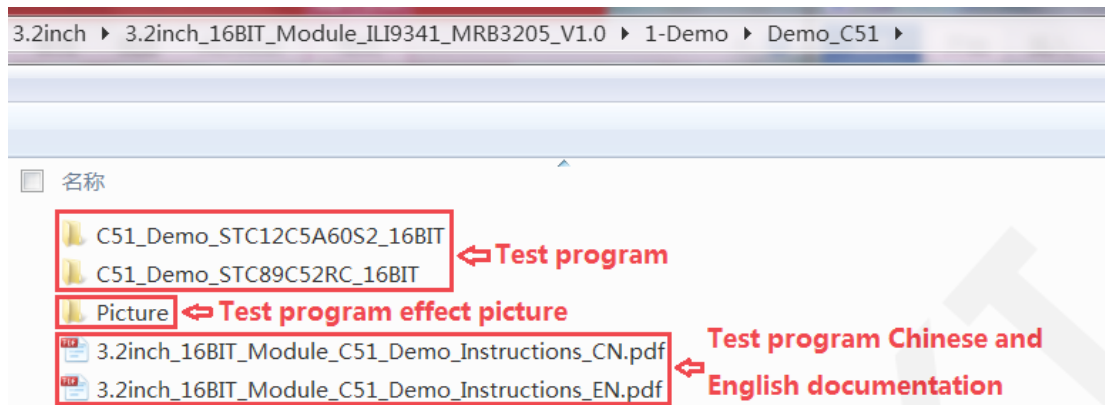 3.2inch ▸ 3.2inch_16BIT_Module_ILI9341_MRB3205_V1.0 ▸ 1-Demo ▸ Demo_C51 ▸
名称
C51_Demo_STC12C5A60S2_16BIT
Test program
C51_Demo_STC89C52RC_16BIT
Picture
Test program effect picture
3.2inch_16BIT_Module_C51_Demo_Instructions_CN.pdf
3.2inch_16BIT_Module_C51_Demo_Instructions_EN.pdf
Test program Chinese and
English documentation